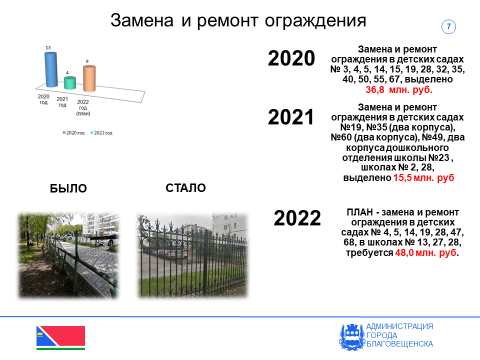 Замена и ремонт ограждения
7
13
4
9
2020 год
2021 год
2022 год (план)
2020 год 2021 год
2020
Замена и ремонт
ограждения в детских садах
№ 3, 4, 5, 14, 15, 19, 28, 32, 35,
40, 50, 55, 67, выделено
36,8 млн. руб.
2021
Замена и ремонт
ограждения в детских садах
№19, №35 (два корпуса),
№60 (два корпуса), №49, два
корпуса дошкольного
отделения школы №23 ,
школах № 2, 28,
выделено 15,5 млн. руб
БЫЛО
СТАЛО
2022
ПЛАН - замена и ремонт
ограждения в детских
садах № 4, 5, 14, 19, 28, 47,
68, в школах № 13, 27, 28,
требуется 48,0 млн. руб.
АДМИНИСТРАЦИЯ
ГОРОДА
БЛАГОВЕЩЕНСКА